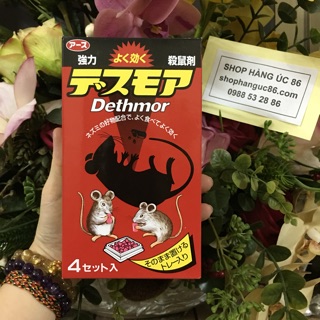 アース
強力 よく効く 殺鼠剤
デスモア
Dethmor
ネズミの好物配合で、よく食べてよく効く
4セット入
そのまま置ける
トレー入り
SHOP HÀNG ÚC 86
shophanguc86.com
0988 53 28 86